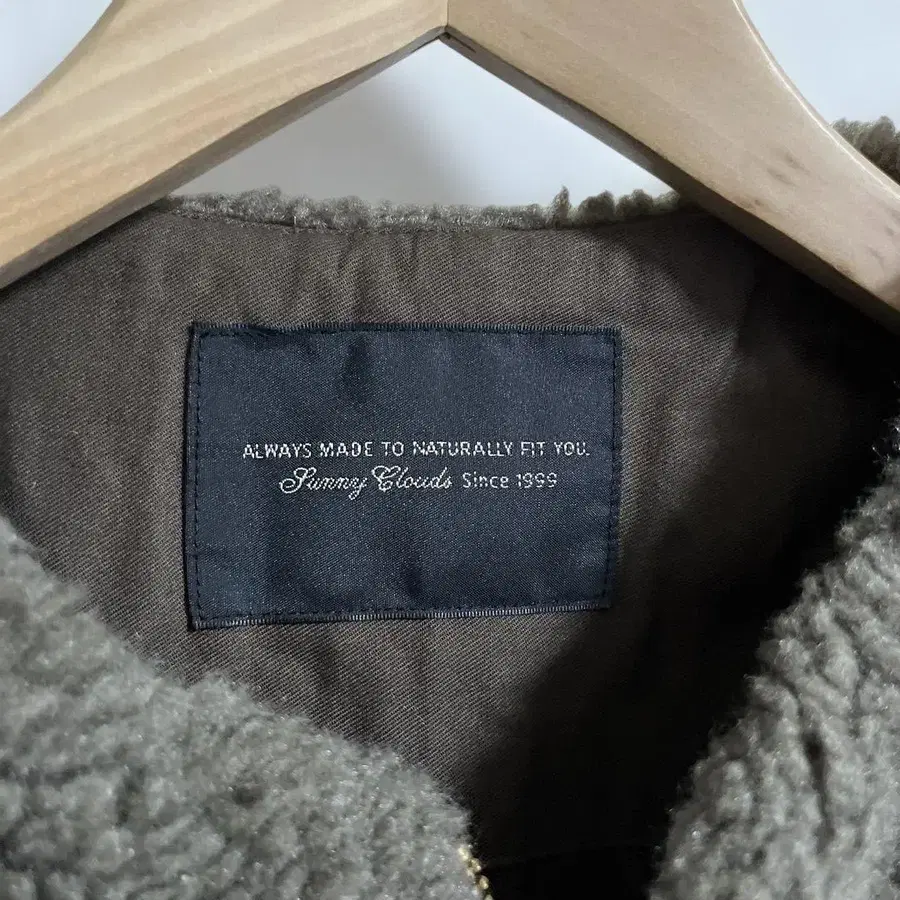 ALWAYS MADE TO NATURALLY FIT YOU.
Sunny Clouds Since 1999